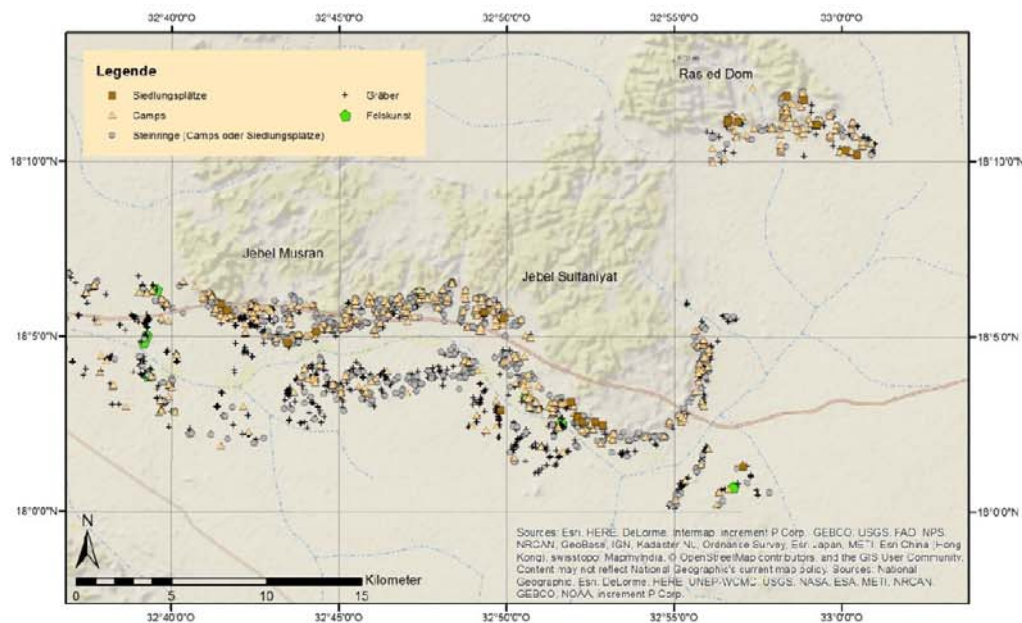 32°40'0"O 32°45'0"O 32°50'0"O 32°55'0"O 33°0'0"O
Legende
Siedlungsplätze
Camps
Steinringe (Camps oder Siedlungsplätze)
Gräber
Felskunst
Ras ed Dom
18°10'0"N 18°10'0"N
Jebel Musran
Jebel Sultaniyat
18°5'0"N 18°5'0"N
18°0'0"N 18°0'0"N
N
Kilometer
0 5 10 15
Sources: Esri, HERE, DeLorme, Intermap, increment P Corp., GEBCO, USGS, FAO, NPS,
NRCAN, GeoBase, IGN, Kadaster NL, Ordnance Survey, Esri Japan, METI, Esri China (Hong
Kong), swisstopo, MapmyIndia, © OpenStreetMap contributors, and the GIS User Community.
Content may not reflect National Geographic's current map policy. Sources: National
Geographic, Esri, DeLorme, HERE, UNEP-WCMC, USGS, NASA, ESA, METI, NRCAN,
GEBCO, NOAA, increment P Corp.
32°40'0"O 32°45'0"O 32°50'0"O 32°55'0"O 33°0'0"O